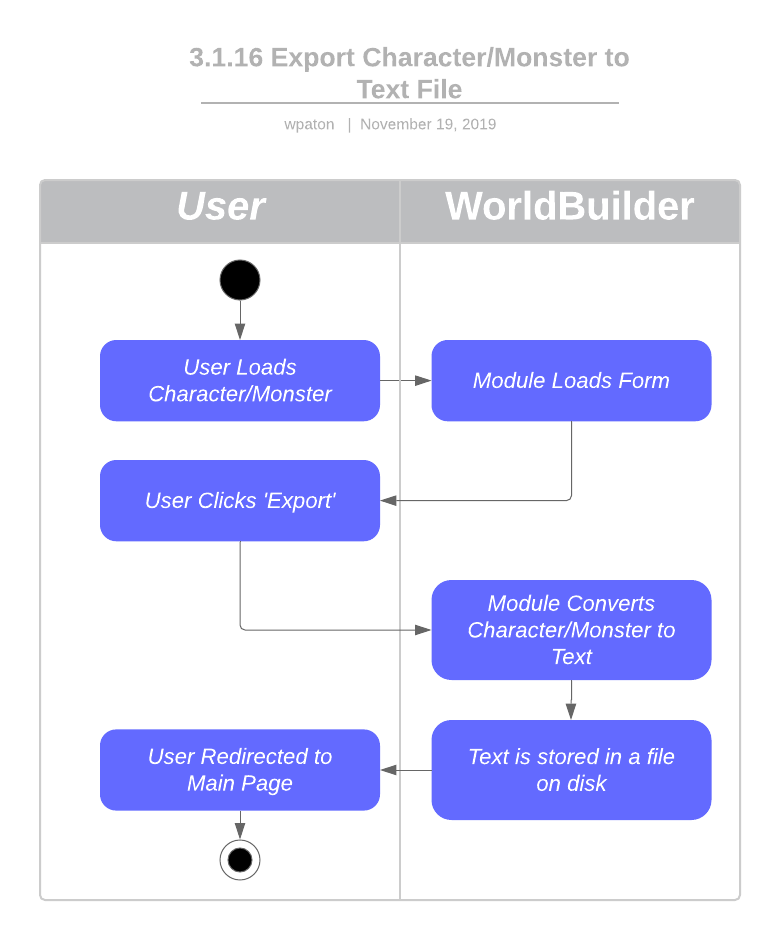 3.1.16 Export Character/Monster to
Text File
wpaton | November 19, 2019
User
WorldBuilder
User Loads
Character/Monster
Module Loads Form
User Clicks 'Export'
Module Converts
Character/Monster to
Text
Text is stored in a file
on disk
User Redirected to
Main Page